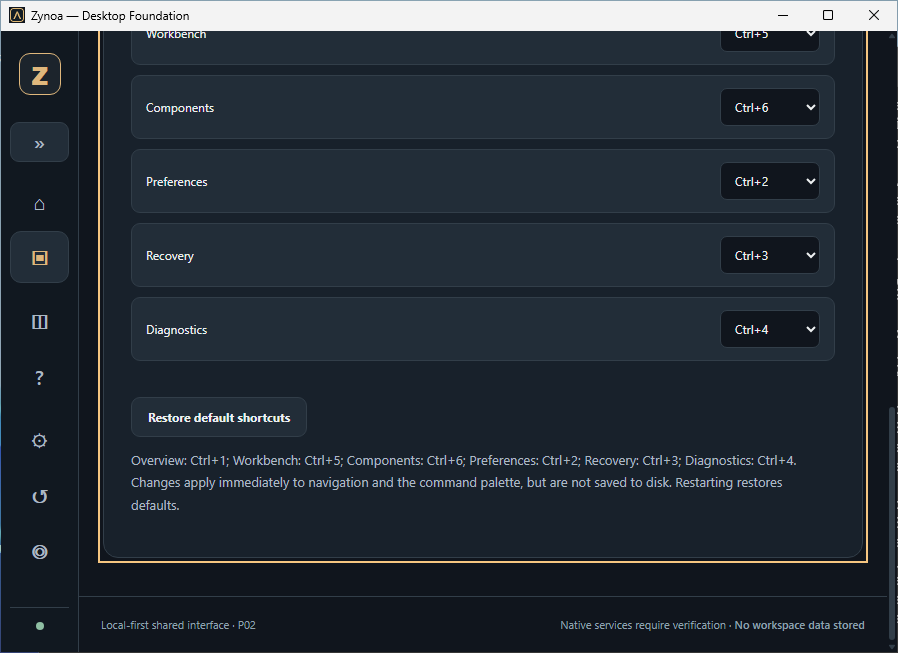 Zynoa — Desktop Foundation
Z
»
Workbench
Ctrl+5
Components
Ctrl+6
Preferences
Ctrl+2
Recovery
Ctrl+3
Diagnostics
Ctrl+4
?
Restore default shortcuts
Overview: Ctrl+1; Workbench: Ctrl+5; Components: Ctrl+6; Preferences: Ctrl+2; Recovery: Ctrl+3; Diagnostics: Ctrl+4.
Changes apply immediately to navigation and the command palette, but are not saved to disk. Restarting restores
defaults.
Local-first shared interface · P02
Native services require verification · No workspace data stored